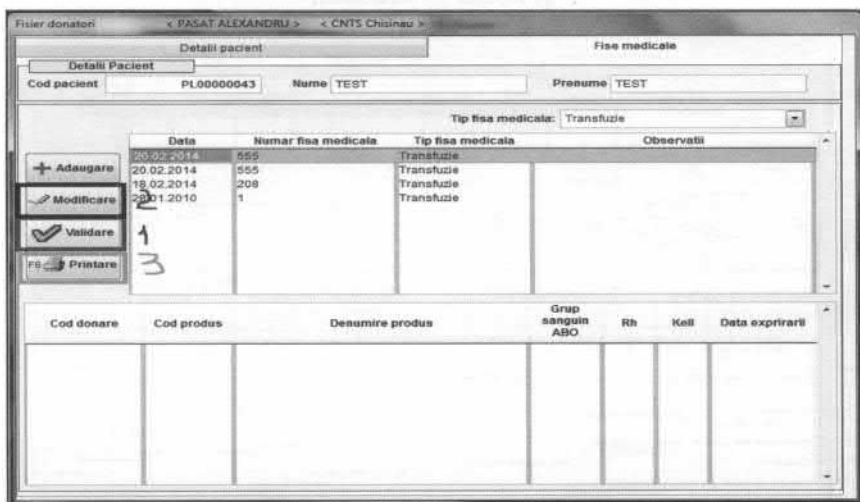 Fisier donatori < PASAT ALEXANDRU > < CNTS Chisinau >
Detalii pacient Fise medicale
Detalii Pacient
Cod pacient PL00000043 Nume TEST Prenume TEST
Tip fisa medicala: Transfuzie
Data Numar fisa medicala Tip fisa medicala Observatii
20.02.2014 555 Transfuzie
Adaugare 20.02.2014 555 Transfuzie
18.02.2014 208 Transfuzie
Modificare 2 .01.2010 1 Transfuzie
Validare 1
F6 Printare 3
Cod donare Cod produs Denumire produs Grup sanguin ABO Rh Kell Data exprirarii